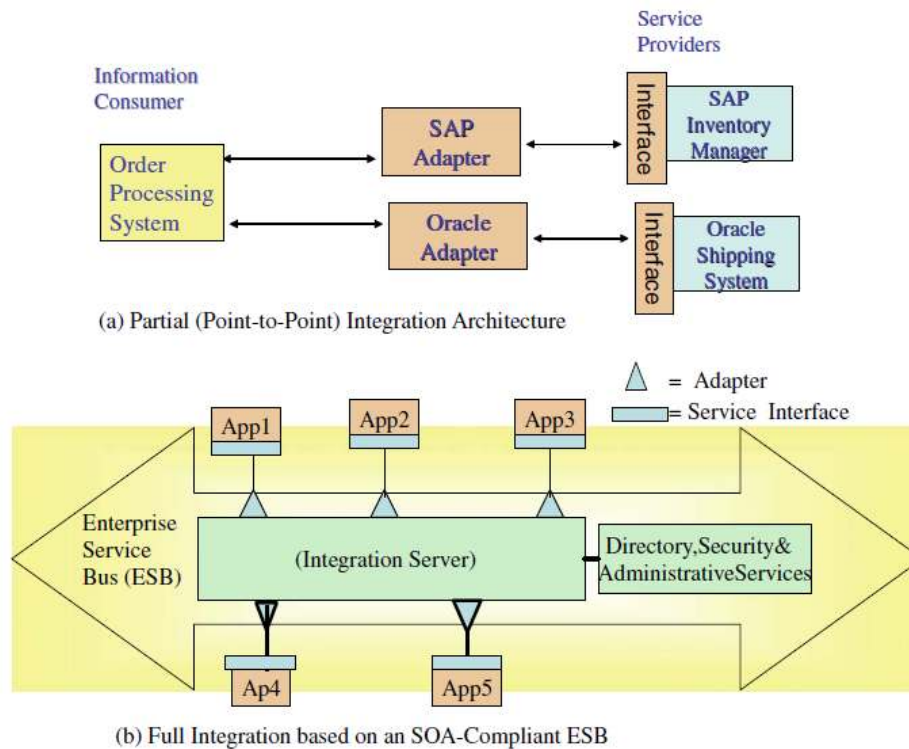 Service
Providers
Information
Consumer
Order
Processing
System
SAP
Adapter
Interface
SAP
Inventory
Manager
Oracle
Adapter
Interface
Oracle
Shipping
System
(a) Partial (Point-to-Point) Integration Architecture
= Adapter
= Service Interface
App1
App2
App3
Enterprise
Service
Bus (ESB)
(Integration Server)
Directory,Security&
AdministrativeServices
Ap4
App5
(b) Full Integration based on an SOA-Compliant ESB